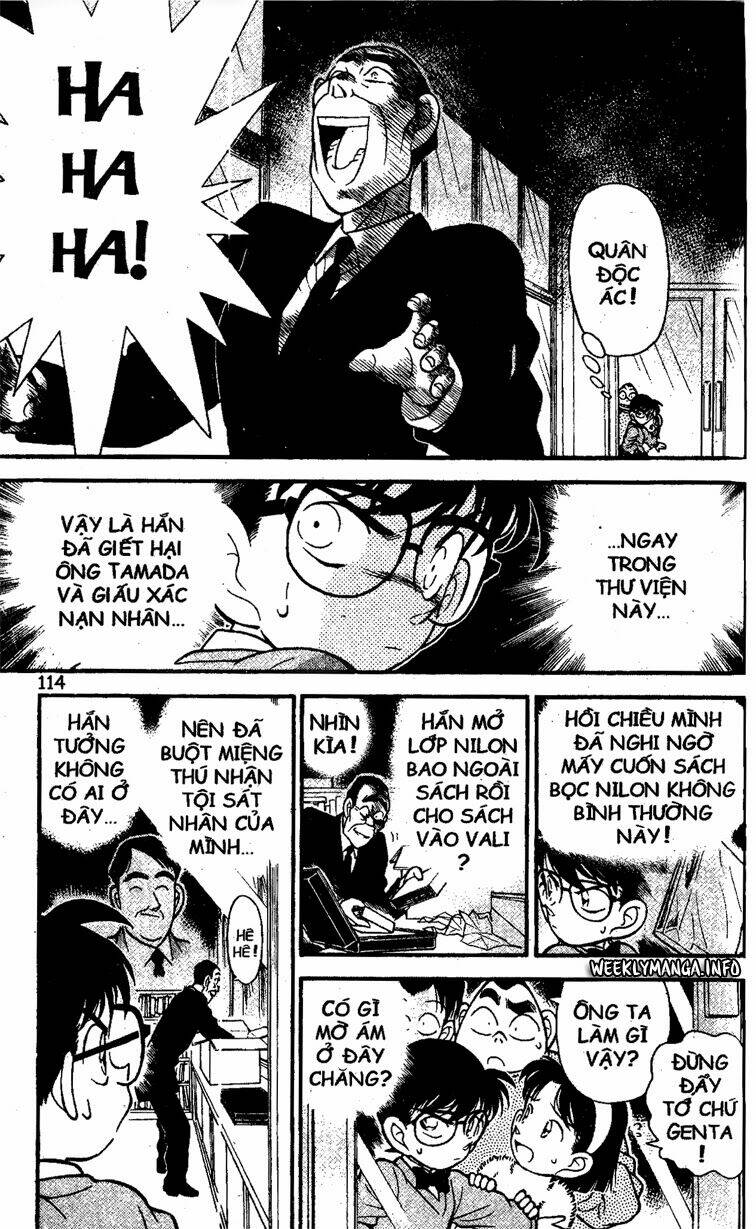 HA
HA
HA!
QUÂN
ĐỘC
ÁC!
VẬY LÀ HẮN
ĐÃ GIẾT HẠI
ÔNG TAMADA
VÀ GIẤU XÁC
NẠN NHÂN...
...NGAY
TRONG
THƯ VIỆN
NÀY...
114
HẮN
TƯỞNG
KHÔNG
CÓ AI Ở
ĐÂY...
NÊN ĐÃ
BUỘT MIỆNG
THÚ NHẬN
TỘI SÁT
NHÂN CỦA
MÌNH...
HÊ
HÊ!
NHÌN
KÌA!
HẮN MỞ
LỚP NILON
BAO NGOÀI
SÁCH RỒI
CHO SÁCH
VÀO VALI
?
HỒI CHIỀU MÌNH
ĐÃ NGHI NGỜ
MẤY CUỐN SÁCH
BỌC NILON KHÔNG
BÌNH THƯỜNG
NÀY!
WEEKLYMANGA.INFO
CÓ GÌ
MỜ ÁM
Ở ĐÂY
CHĂNG?
ÔNG TA
LÀM GÌ
VẬY?
ĐỪNG
ĐẨY
TỚ CHỨ
GENTA
!